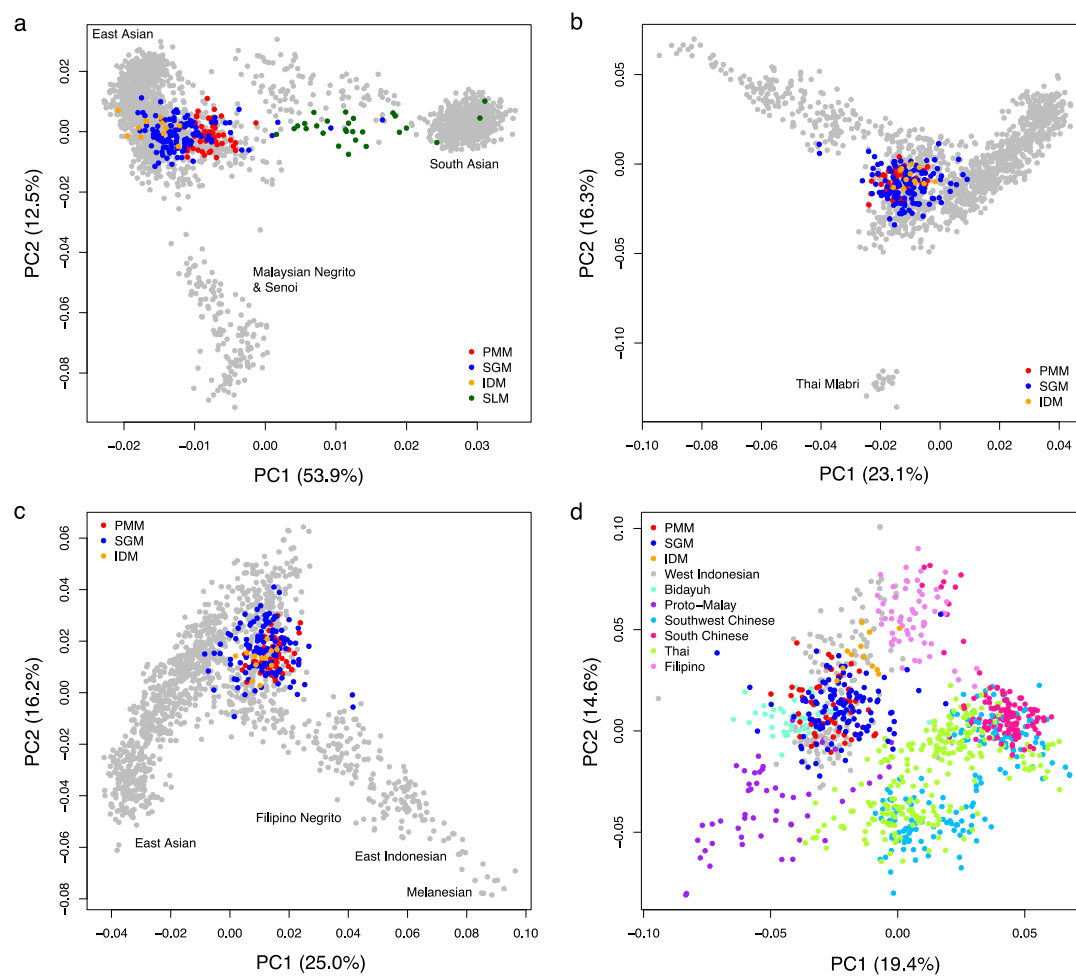 a
East Asian
South Asian
Malaysian Negrito
& Senoi
PMM
SGM
IDM
SLM
0.02
0.00
−0.02
−0.04
−0.06
−0.08
PC2 (12.5%)
−0.02
−0.01
0.00
0.01
0.02
0.03
PC1 (53.9%)
b
Thai Mlabri
PMM
SGM
IDM
0.05
0.00
−0.05
−0.10
PC2 (16.3%)
−0.10
−0.08
−0.06
−0.04
−0.02
0.00
0.02
0.04
PC1 (23.1%)
c
PMM
SGM
IDM
East Asian
Filipino Negrito
East Indonesian
Melanesian
0.06
0.04
0.02
0.00
−0.02
−0.04
−0.06
−0.08
PC2 (16.2%)
−0.04
−0.02
0.00
0.02
0.04
0.06
0.08
0.10
PC1 (25.0%)
d
PMM
SGM
IDM
West Indonesian
Bidayuh
Proto−Malay
Southwest Chinese
South Chinese
Thai
Filipino
0.10
0.05
0.00
−0.05
PC2 (14.6%)
−0.10
−0.05
0.00
0.05
PC1 (19.4%)